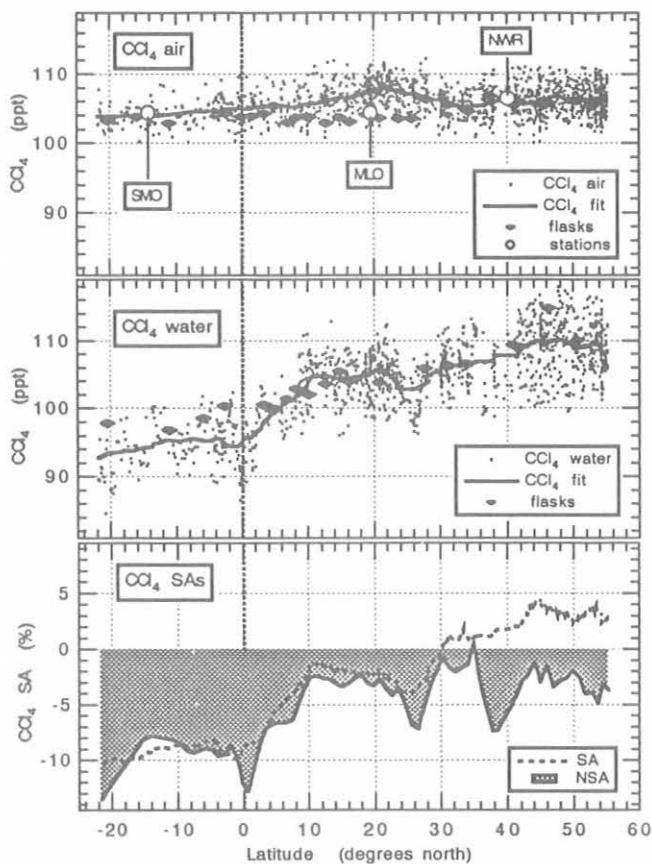 CCl4 air
NWR
110
100
90
CCl4 (ppt)
SMO
MLO
CCl4 air
CCl4 fit
flasks
stations
CCl4 water
110
100
90
CCl4 (ppt)
CCl4 water
CCl4 fit
flasks
CCl4 SAs
5
0
-5
-10
CCl4 SA (%)
SA
NSA
-20 -10 0 10 20 30 40 50 60
Latitude (degrees north)